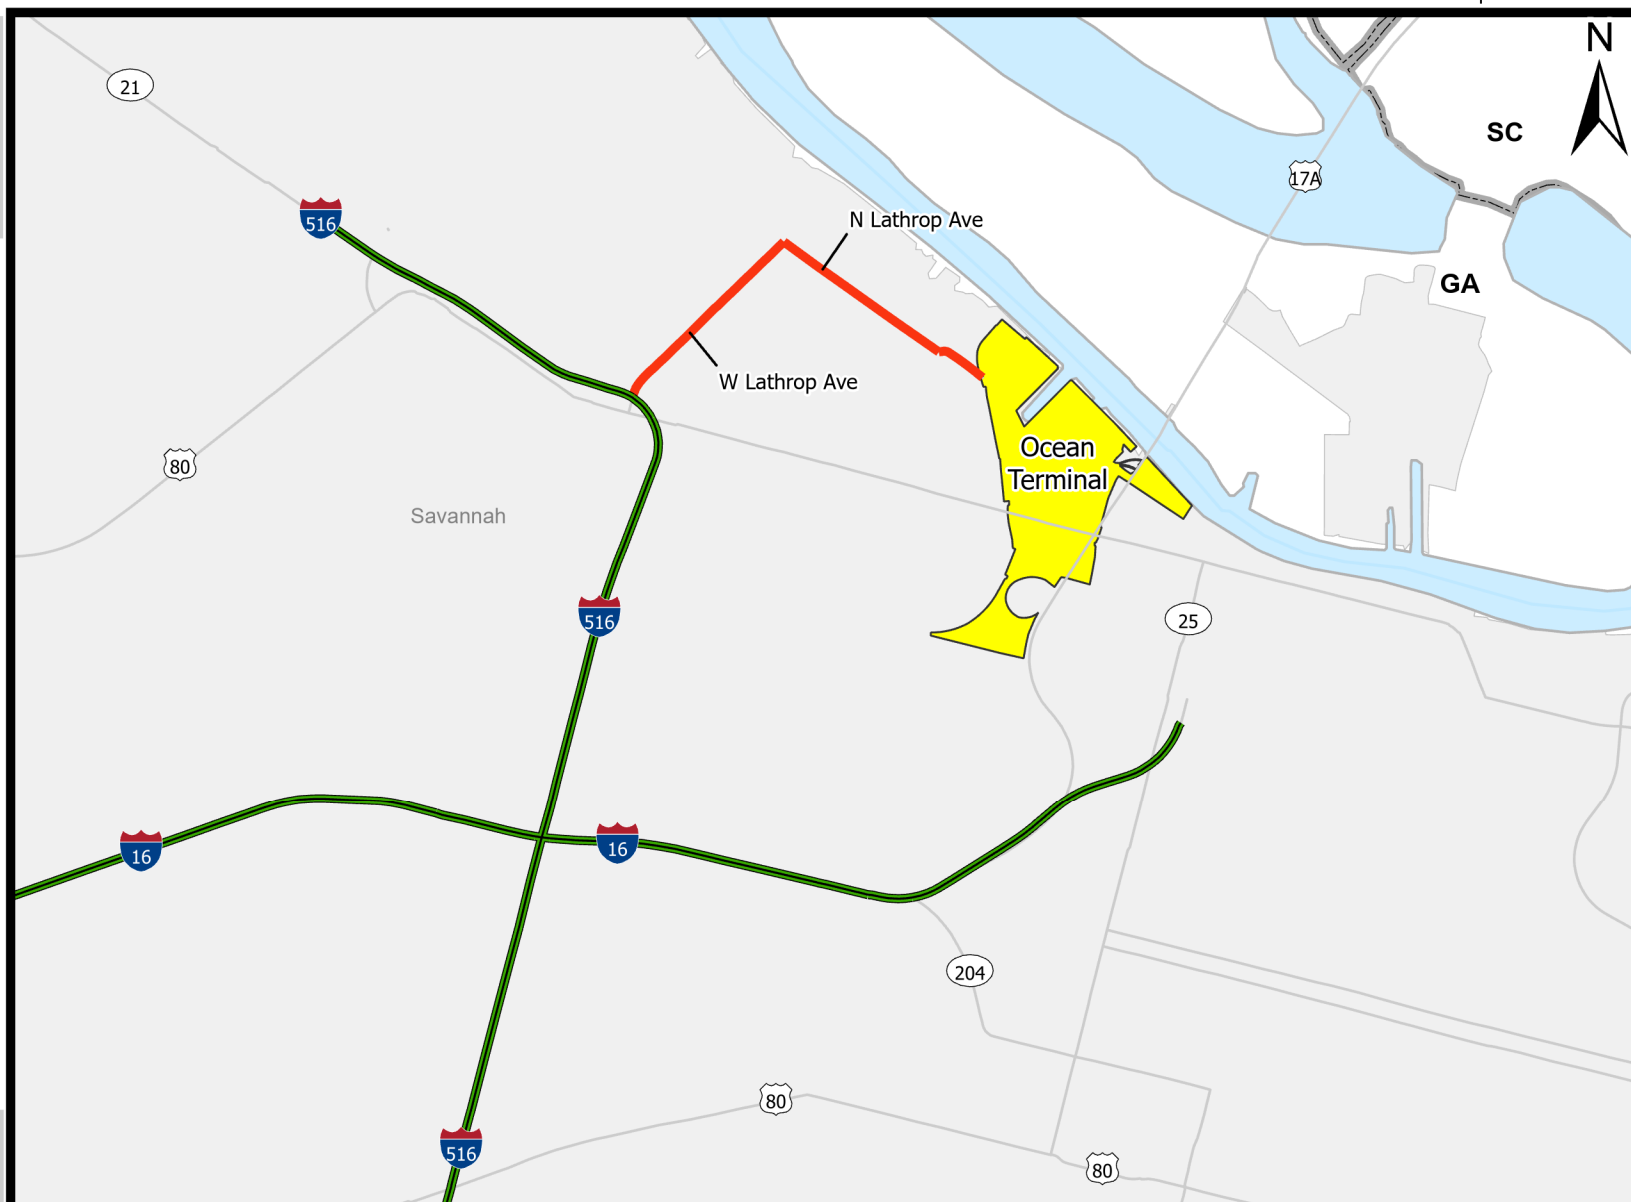 N
21
SC
17A
516
N Lathrop Ave
GA
W Lathrop Ave
Ocean
Terminal
80
Savannah
516
25
16
16
204
80
516
80